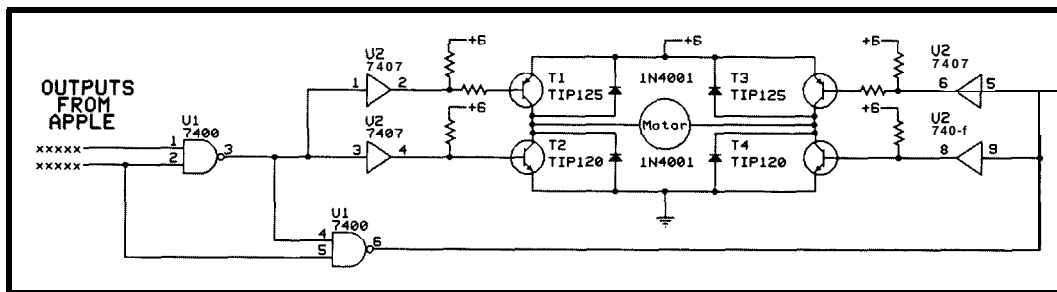 OUTPUTS
FROM
APPLE
xxxxx
xxxxx
U1
7400
1
2
3
U2
7407
1
2
+6
U2
7407
3
4
+6
T1
TIP125
T2
TIP120
+6
1N4001
Motor
1N4001
T3
TIP125
T4
TIP120
+6
U2
7407
6
5
+6
U2
740-f
8
9
U1
7400
4
5
6